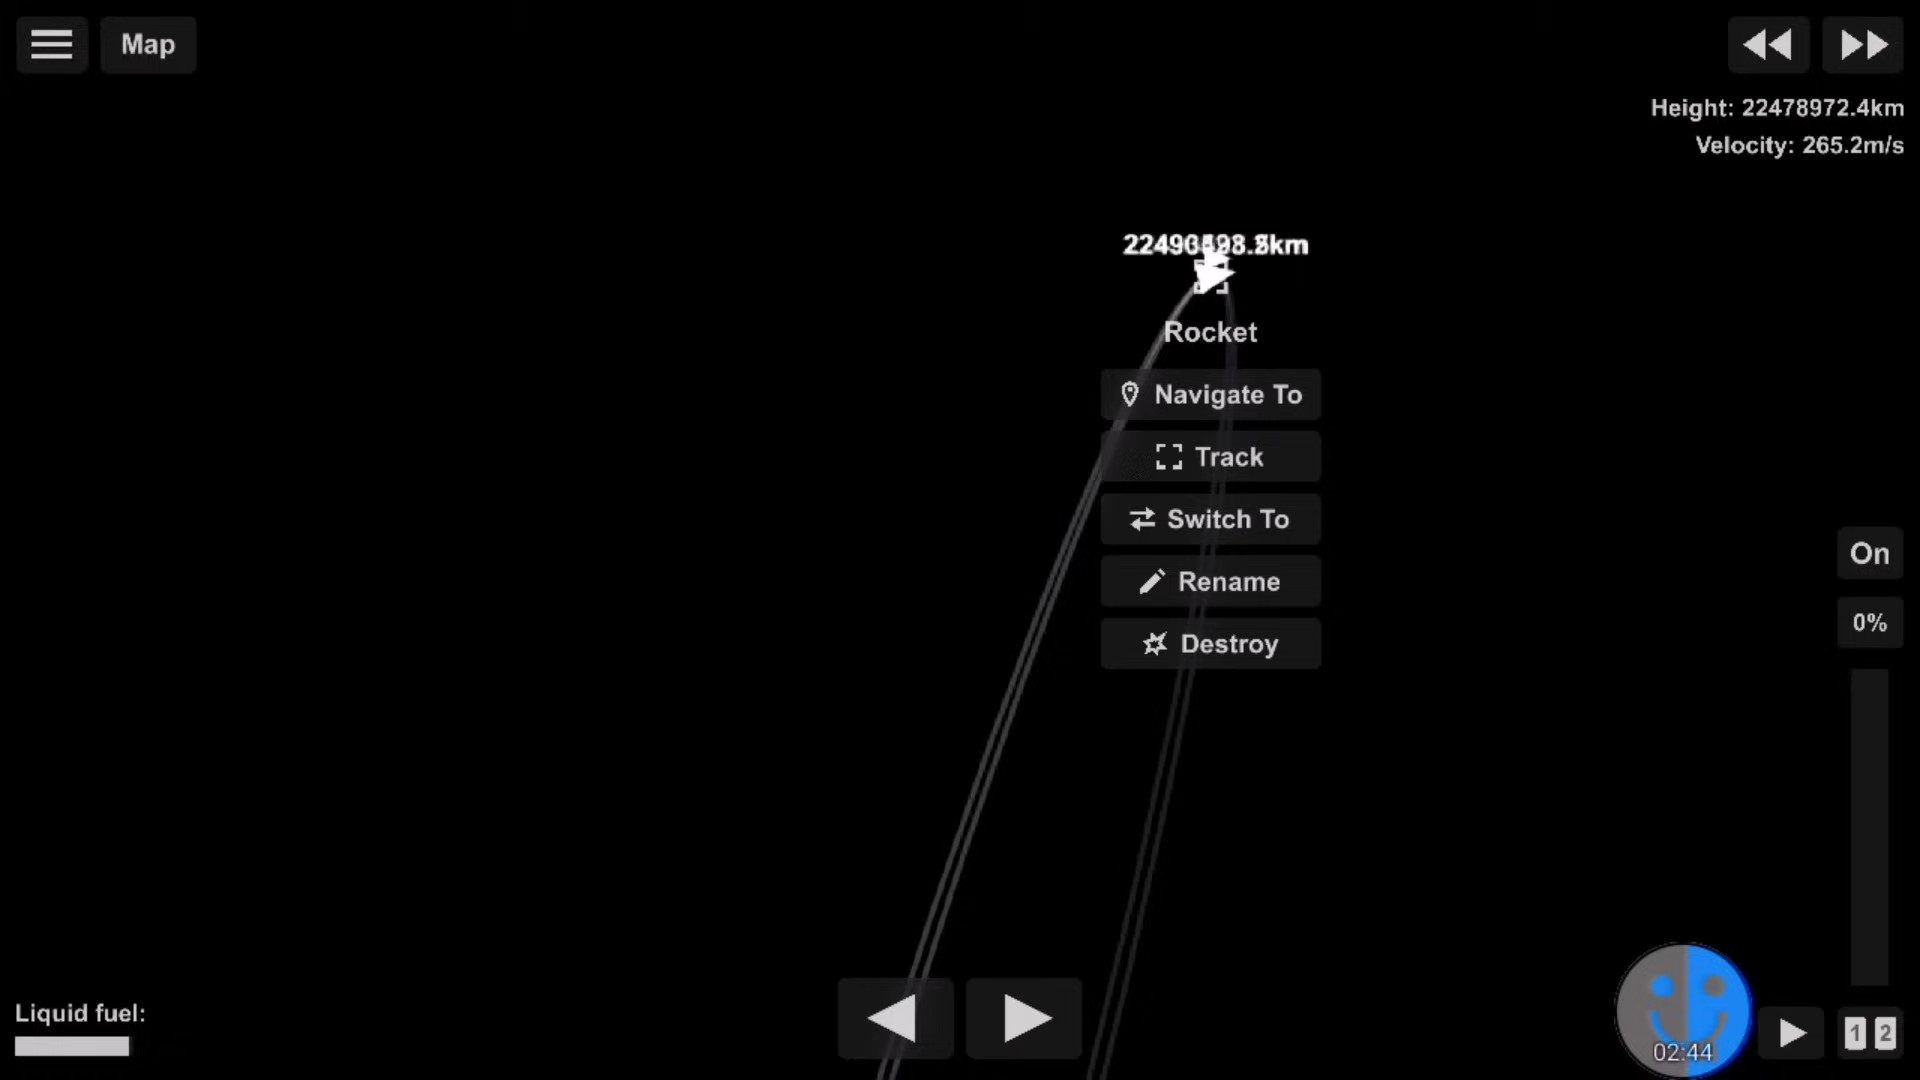 Map
Height: 22478972.4km
Velocity: 265.2m/s
Rocket
Navigate To
Track
Switch To
Rename
Destroy
On
0%
Liquid fuel:
02:44
1 2